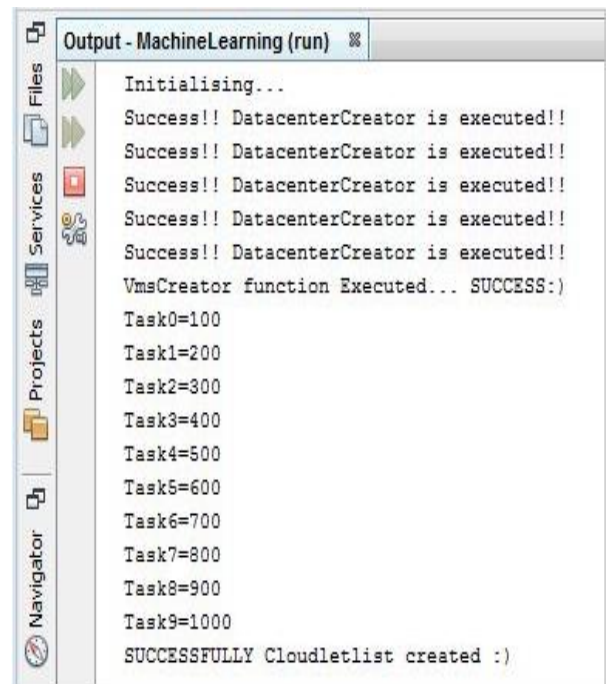 Output - MachineLearning (run)
Initialising...
Success!! DatacenterCreator is executed!!
Success!! DatacenterCreator is executed!!
Success!! DatacenterCreator is executed!!
Success!! DatacenterCreator is executed!!
Success!! DatacenterCreator is executed!!
VmsCreator function Executed... SUCCESS:)
Task0=100
Task1=200
Task2=300
Task3=400
Task4=500
Task5=600
Task6=700
Task7=800
Task8=900
Task9=1000
SUCCESSFULLY Cloudletlist created :)
Files
Services
Projects
Navigator